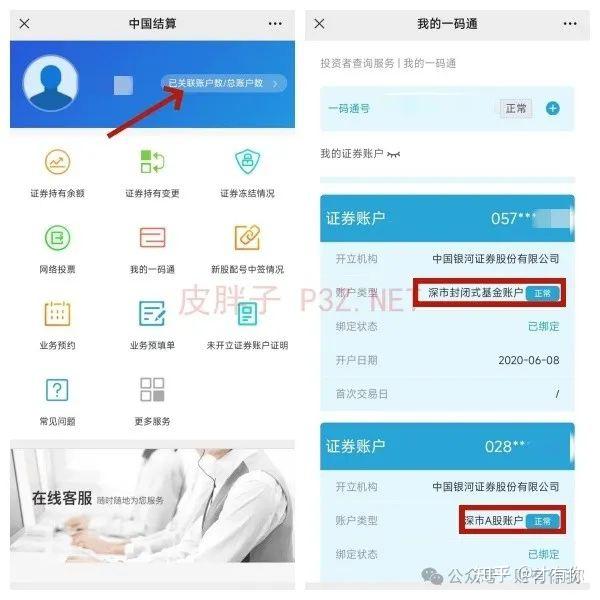 中国结算
已关联账户数/总账户数
证券持有余额
证券持有变更
证券冻结情况
网络投票
我的一码通
新股配号中签情况
业务预约
业务预填单
未开立证券账户证明
常见问题
更多服务
在线客服 随时随地为您服务
我的一码通
投资者查询服务 | 我的一码通
一码通号
正常
我的证券账户
证券账户
057***
开立机构
中国银河证券股份有限公司
账户类型
深市封闭式基金账户 正常
绑定状态
已绑定
开户日期
2020-06-08
首次交易日
/
证券账户
028**
开立机构
中国银河证券股份有限公司
账户类型
深市A股账户 正常
绑定状态
已绑定
皮胖子 P3Z.NET